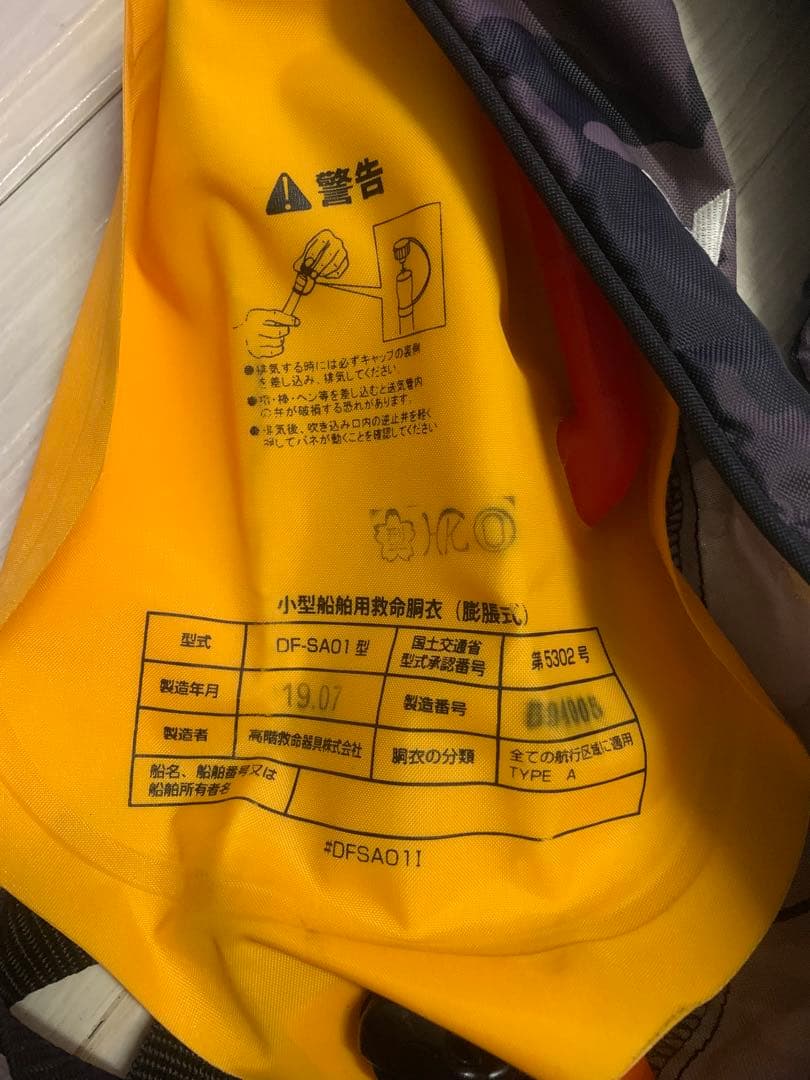 警告
●排気する時には必ずキャップの裏側
を差し込み、排気してください。
●棒・ペン等を差し込むと送気管内
の弁が破損する恐れがあります。
●排気後、吹き込み口内の逆止弁を軽く
押してバネが動くことを確認してください
HK
小型船舶用救命胴衣（膨脹式）
型式 DF-SA01型 国土交通省型式承認番号 第5302号
製造年月 19.07 製造番号
製造者 高階救命器具株式会社 胴衣の分類 全ての航行区域に適用 TYPE A
船名、船舶番号又は
船舶所有者名
#DFSA01I